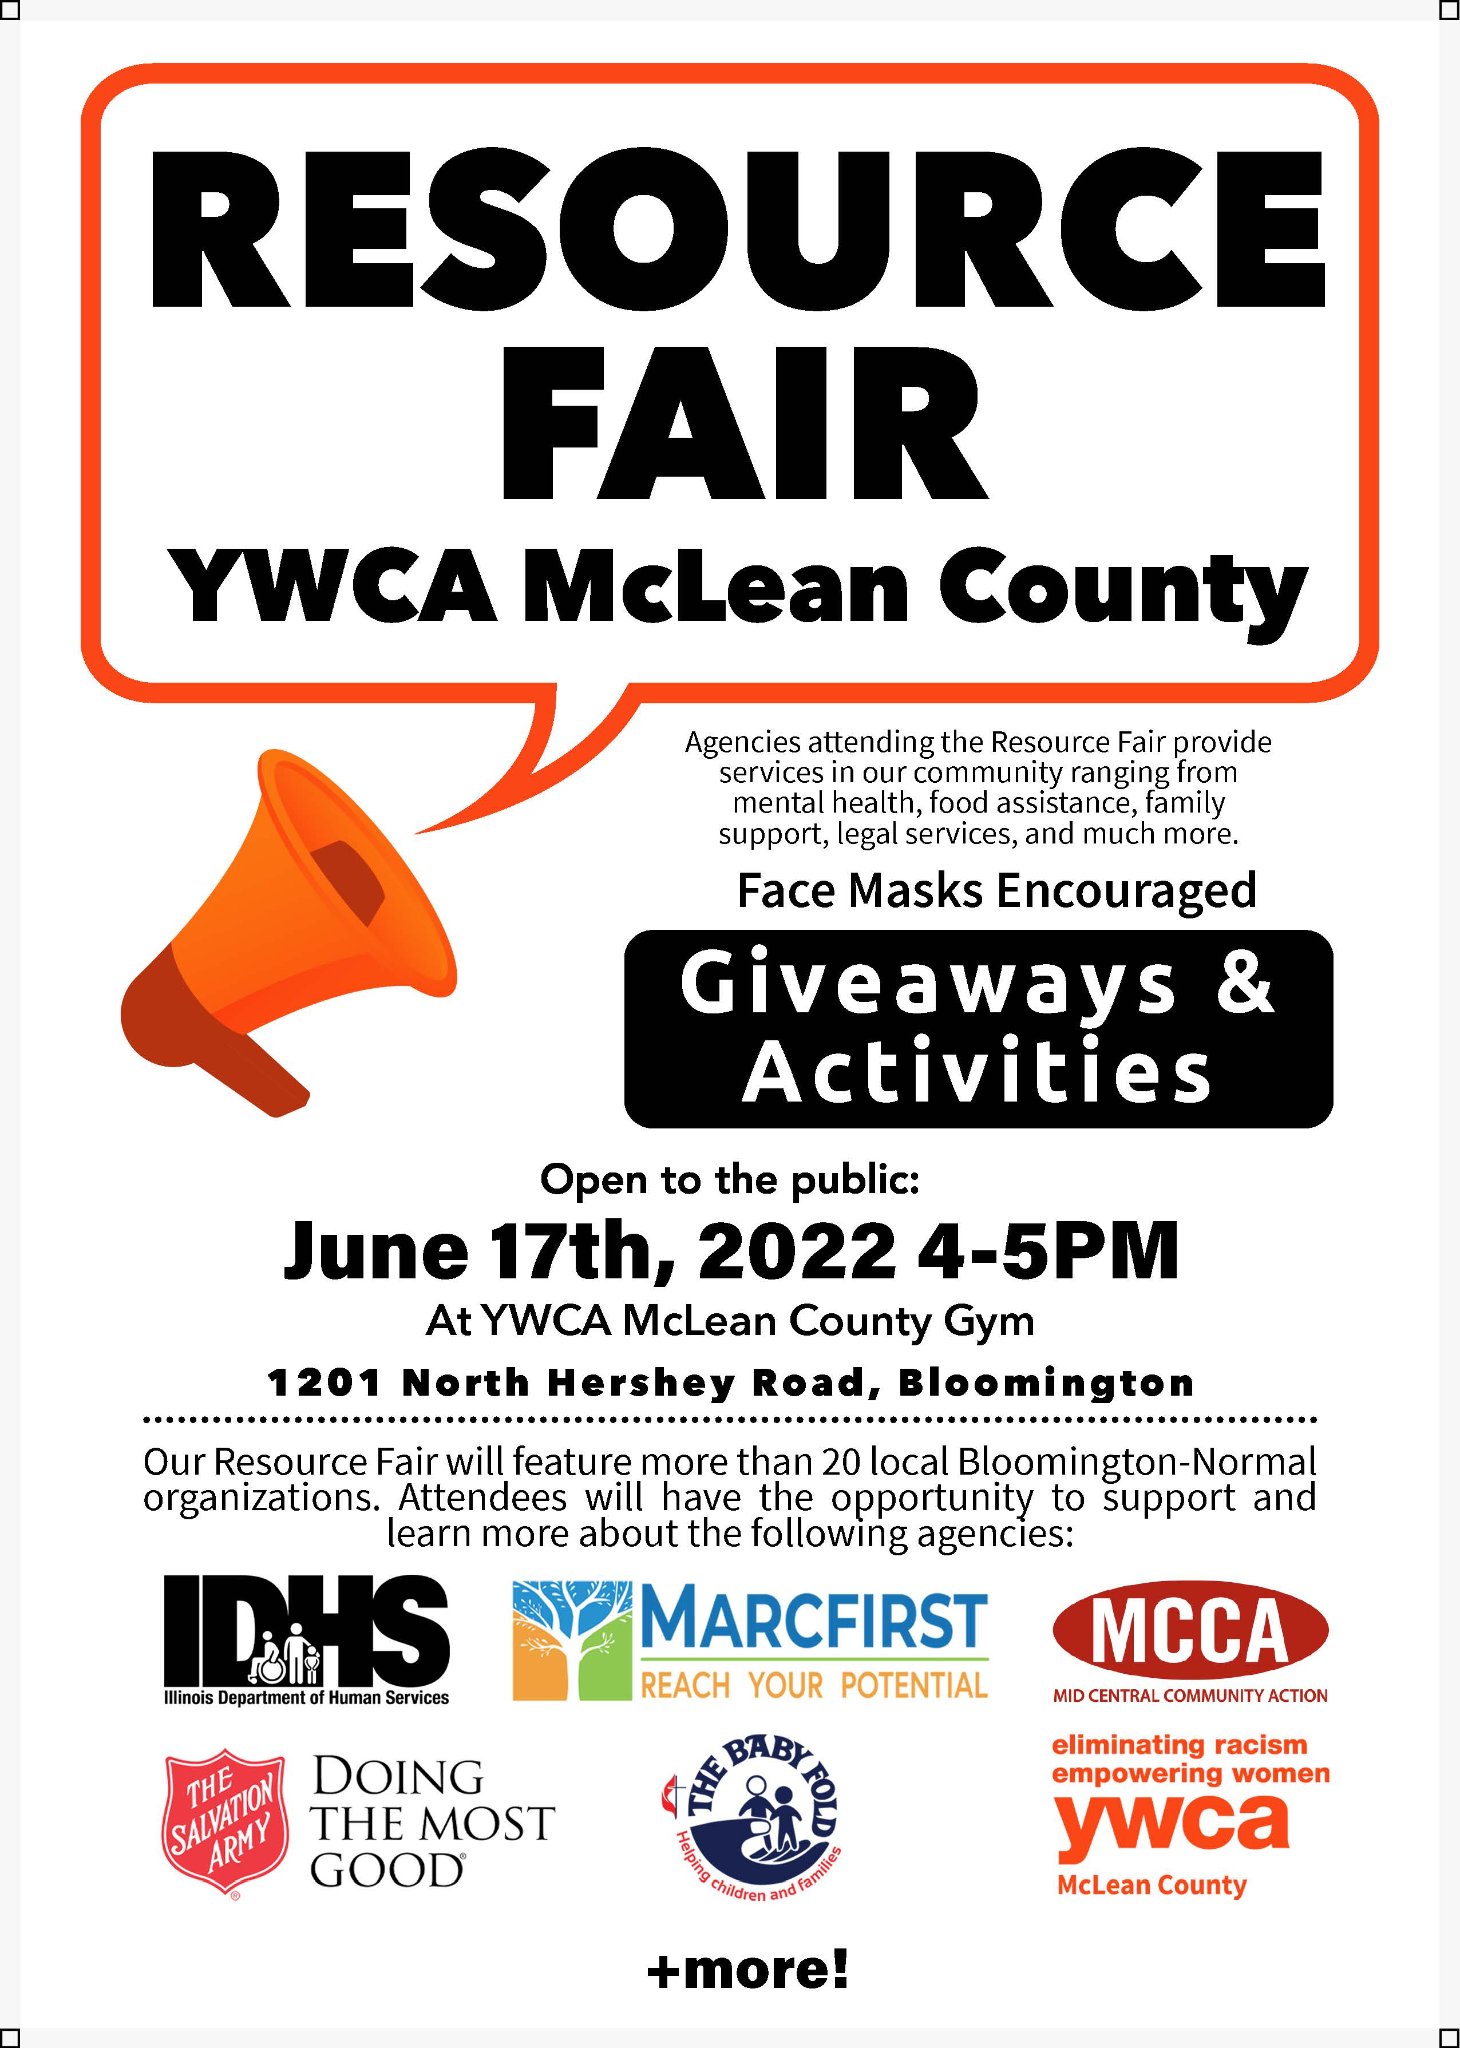 RESOURCE
FAIR
YWCA McLean County
Agencies attending the Resource Fair provide
services in our community ranging from
mental health, food assistance, family
support, legal services, and much more.
Face Masks Encouraged
Giveaways &
Activities
Open to the public:
June 17th, 2022 4-5PM
At YWCA McLean County Gym
1201 North Hershey Road, Bloomington
Our Resource Fair will feature more than 20 local Bloomington-Normal
organizations. Attendees will have the opportunity to support and
learn more about the following agencies:
IDHS
Illinois Department of Human Services
MARCFIRST
REACH YOUR POTENTIAL
MCCA
MID CENTRAL COMMUNITY ACTION
THE
SALVATION
ARMY
®
DOING
THE MOST
GOOD®
THE BABY FOLD
Helping children and families
eliminating racism
empowering women
ywca
McLean County
+more!